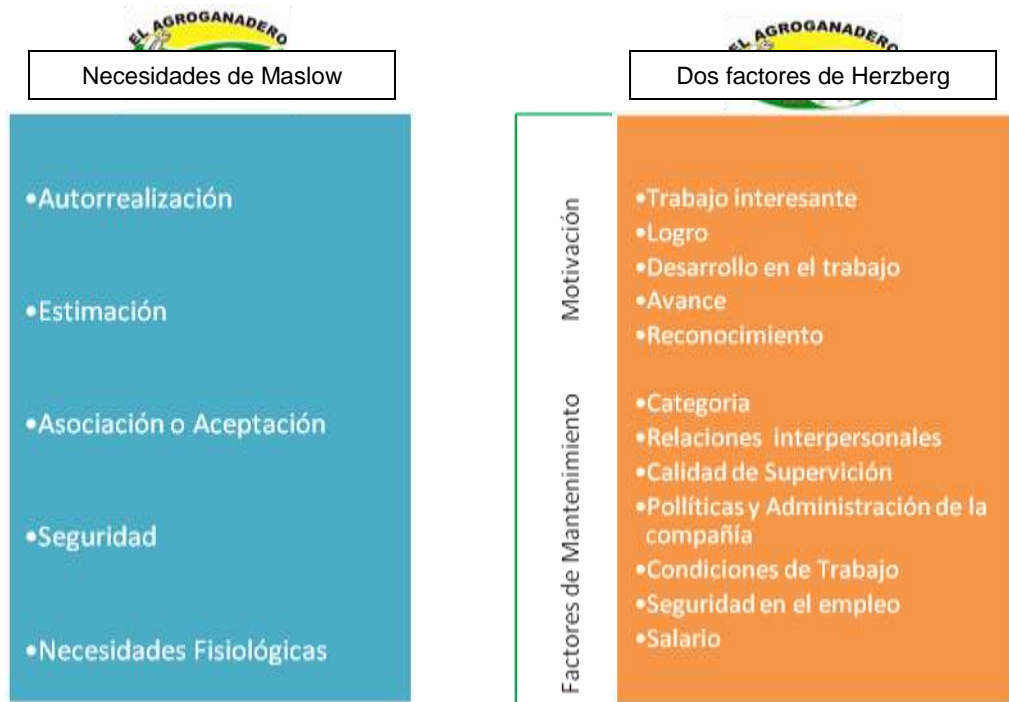 EL AGROGANADERO
Necesidades de Maslow
•Autorrealización
•Estimación
•Asociación o Aceptación
•Seguridad
•Necesidades Fisiológicas
EL AGROGANADERO
Dos factores de Herzberg
Motivación
•Trabajo interesante
•Logro
•Desarrollo en el trabajo
•Avance
•Reconocimiento
Factores de Mantenimiento
•Categoria
•Relaciones interpersonales
•Calidad de Supervición
•Pollíticas y Administración de la
compañía
•Condiciones de Trabajo
•Seguridad en el empleo
•Salario